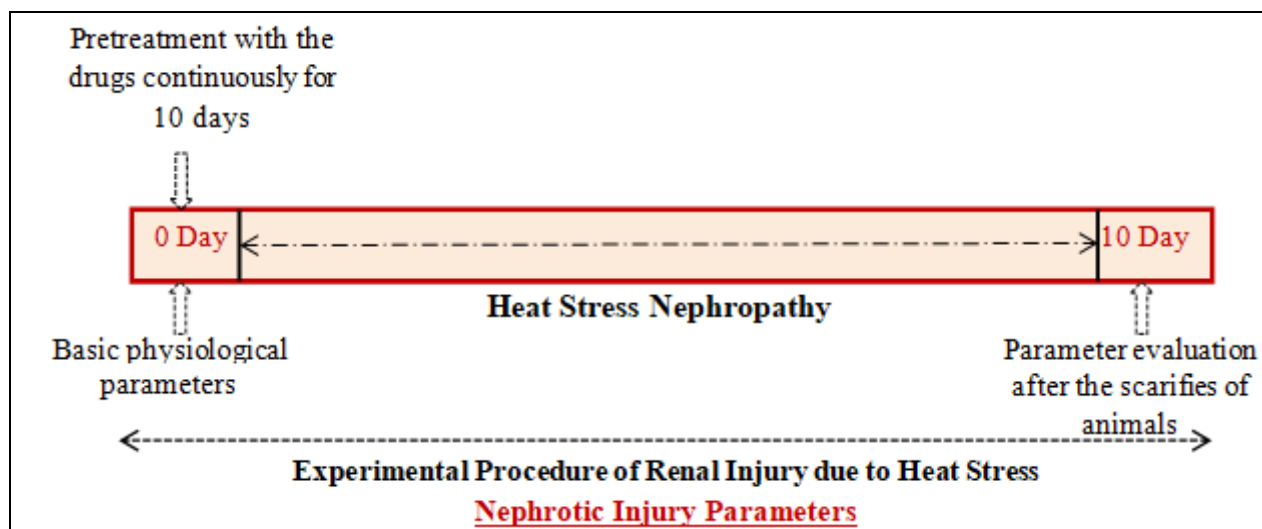 Pretreatment with the
drugs continuously for
10 days
0 Day
10 Day
Heat Stress Nephropathy
Basic physiological
parameters
Parameter evaluation
after the scarifies of
animals
Experimental Procedure of Renal Injury due to Heat Stress
Nephrotic Injury Parameters